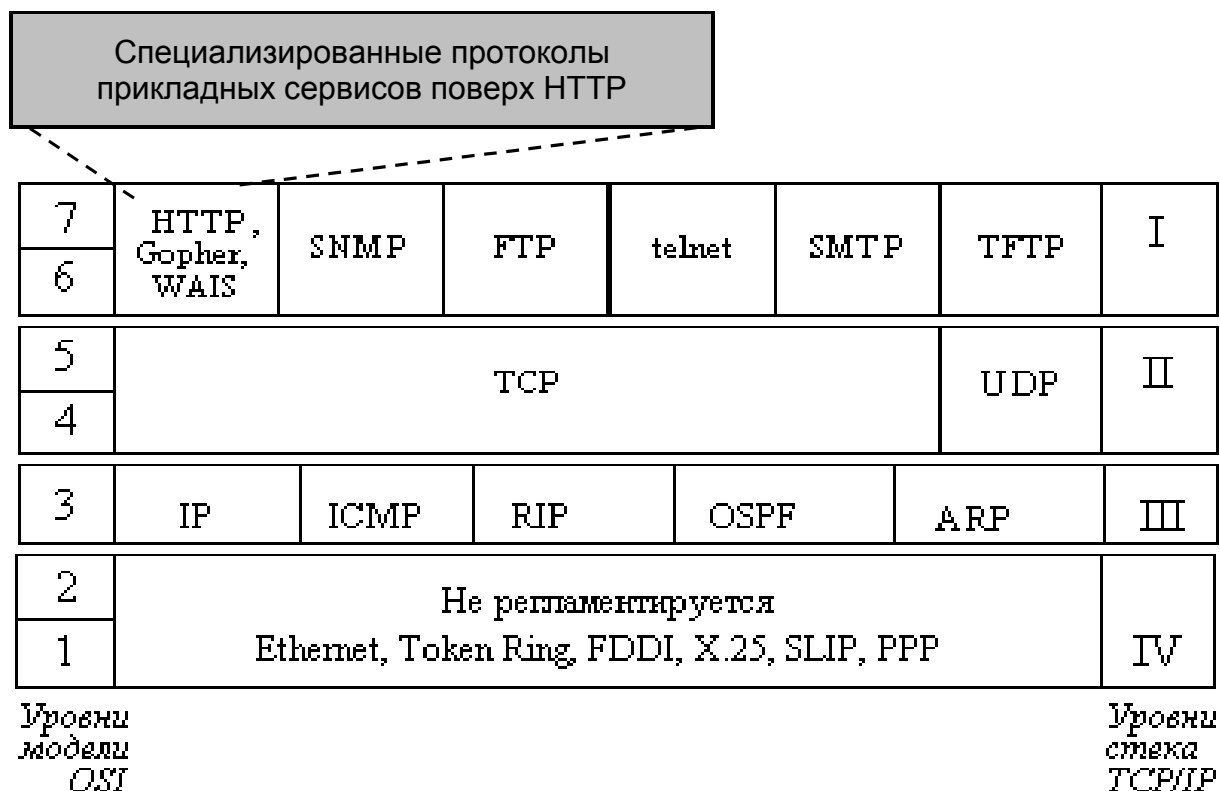 Специализированные протоколы
прикладных сервисов поверх HTTP
7
6
HTTP,
Gopher,
WAIS
SNMP
FTP
telnet
SMTP
TFTP
I
5
4
TCP
UDP
II
3
IP
ICMP
RIP
OSPF
ARP
III
2
1
Не регламентируется
Ethernet, Token Ring, FDDI, X.25, SLIP, PPP
IV
Уровни
модели
OSI
Уровни
стека
TCP/IP